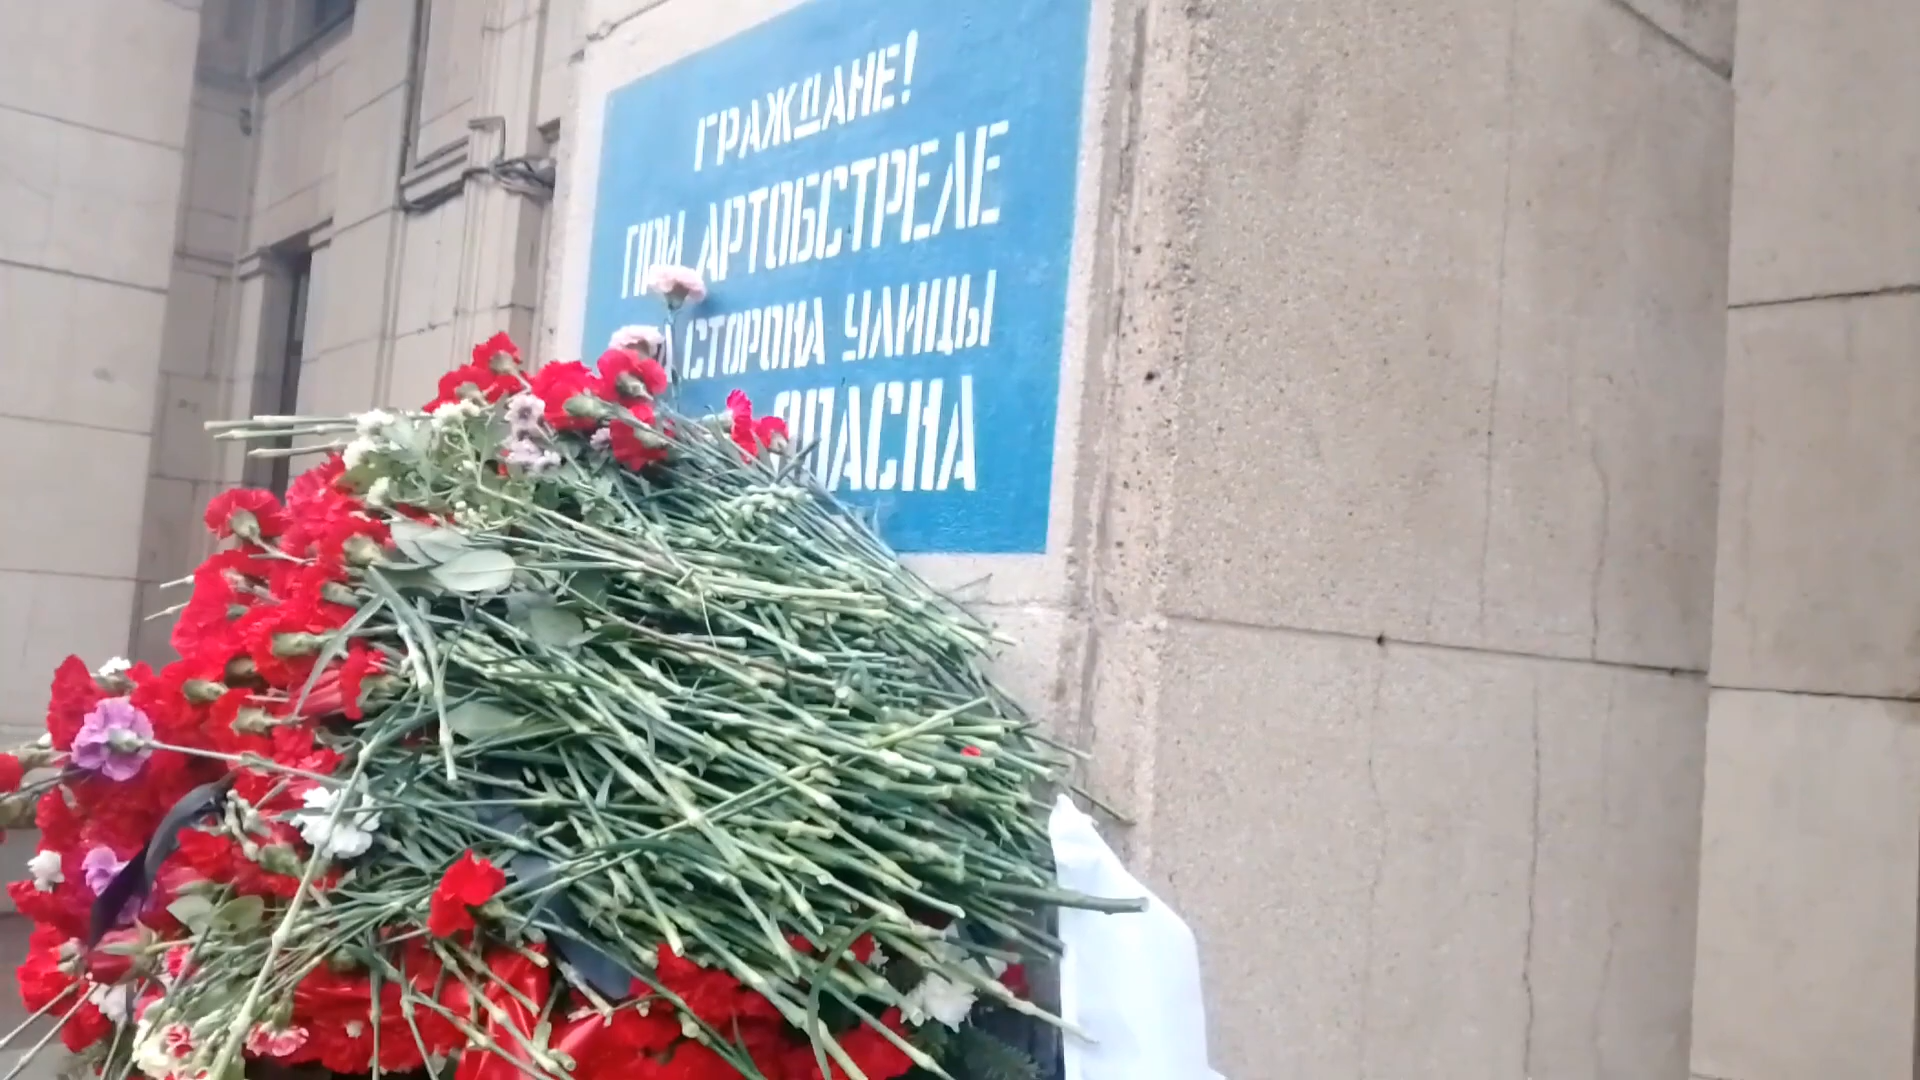 ГРАЖДАНЕ!
ПРИ АРТОБСТРЕЛЕ
СТОРОНА УЛИЦЫ
ОПАСНА